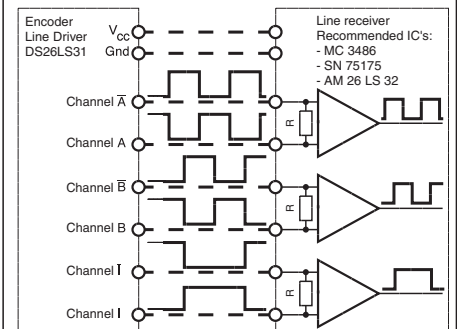 Encoder
Line Driver
DS26LS31
VCC
Gnd
Line receiver
Recommended IC's:
- MC 3486
- SN 75175
- AM 26 LS 32
Channel A̅
Channel A
R
Channel B̅
Channel B
R
Channel I̅
Channel I
R